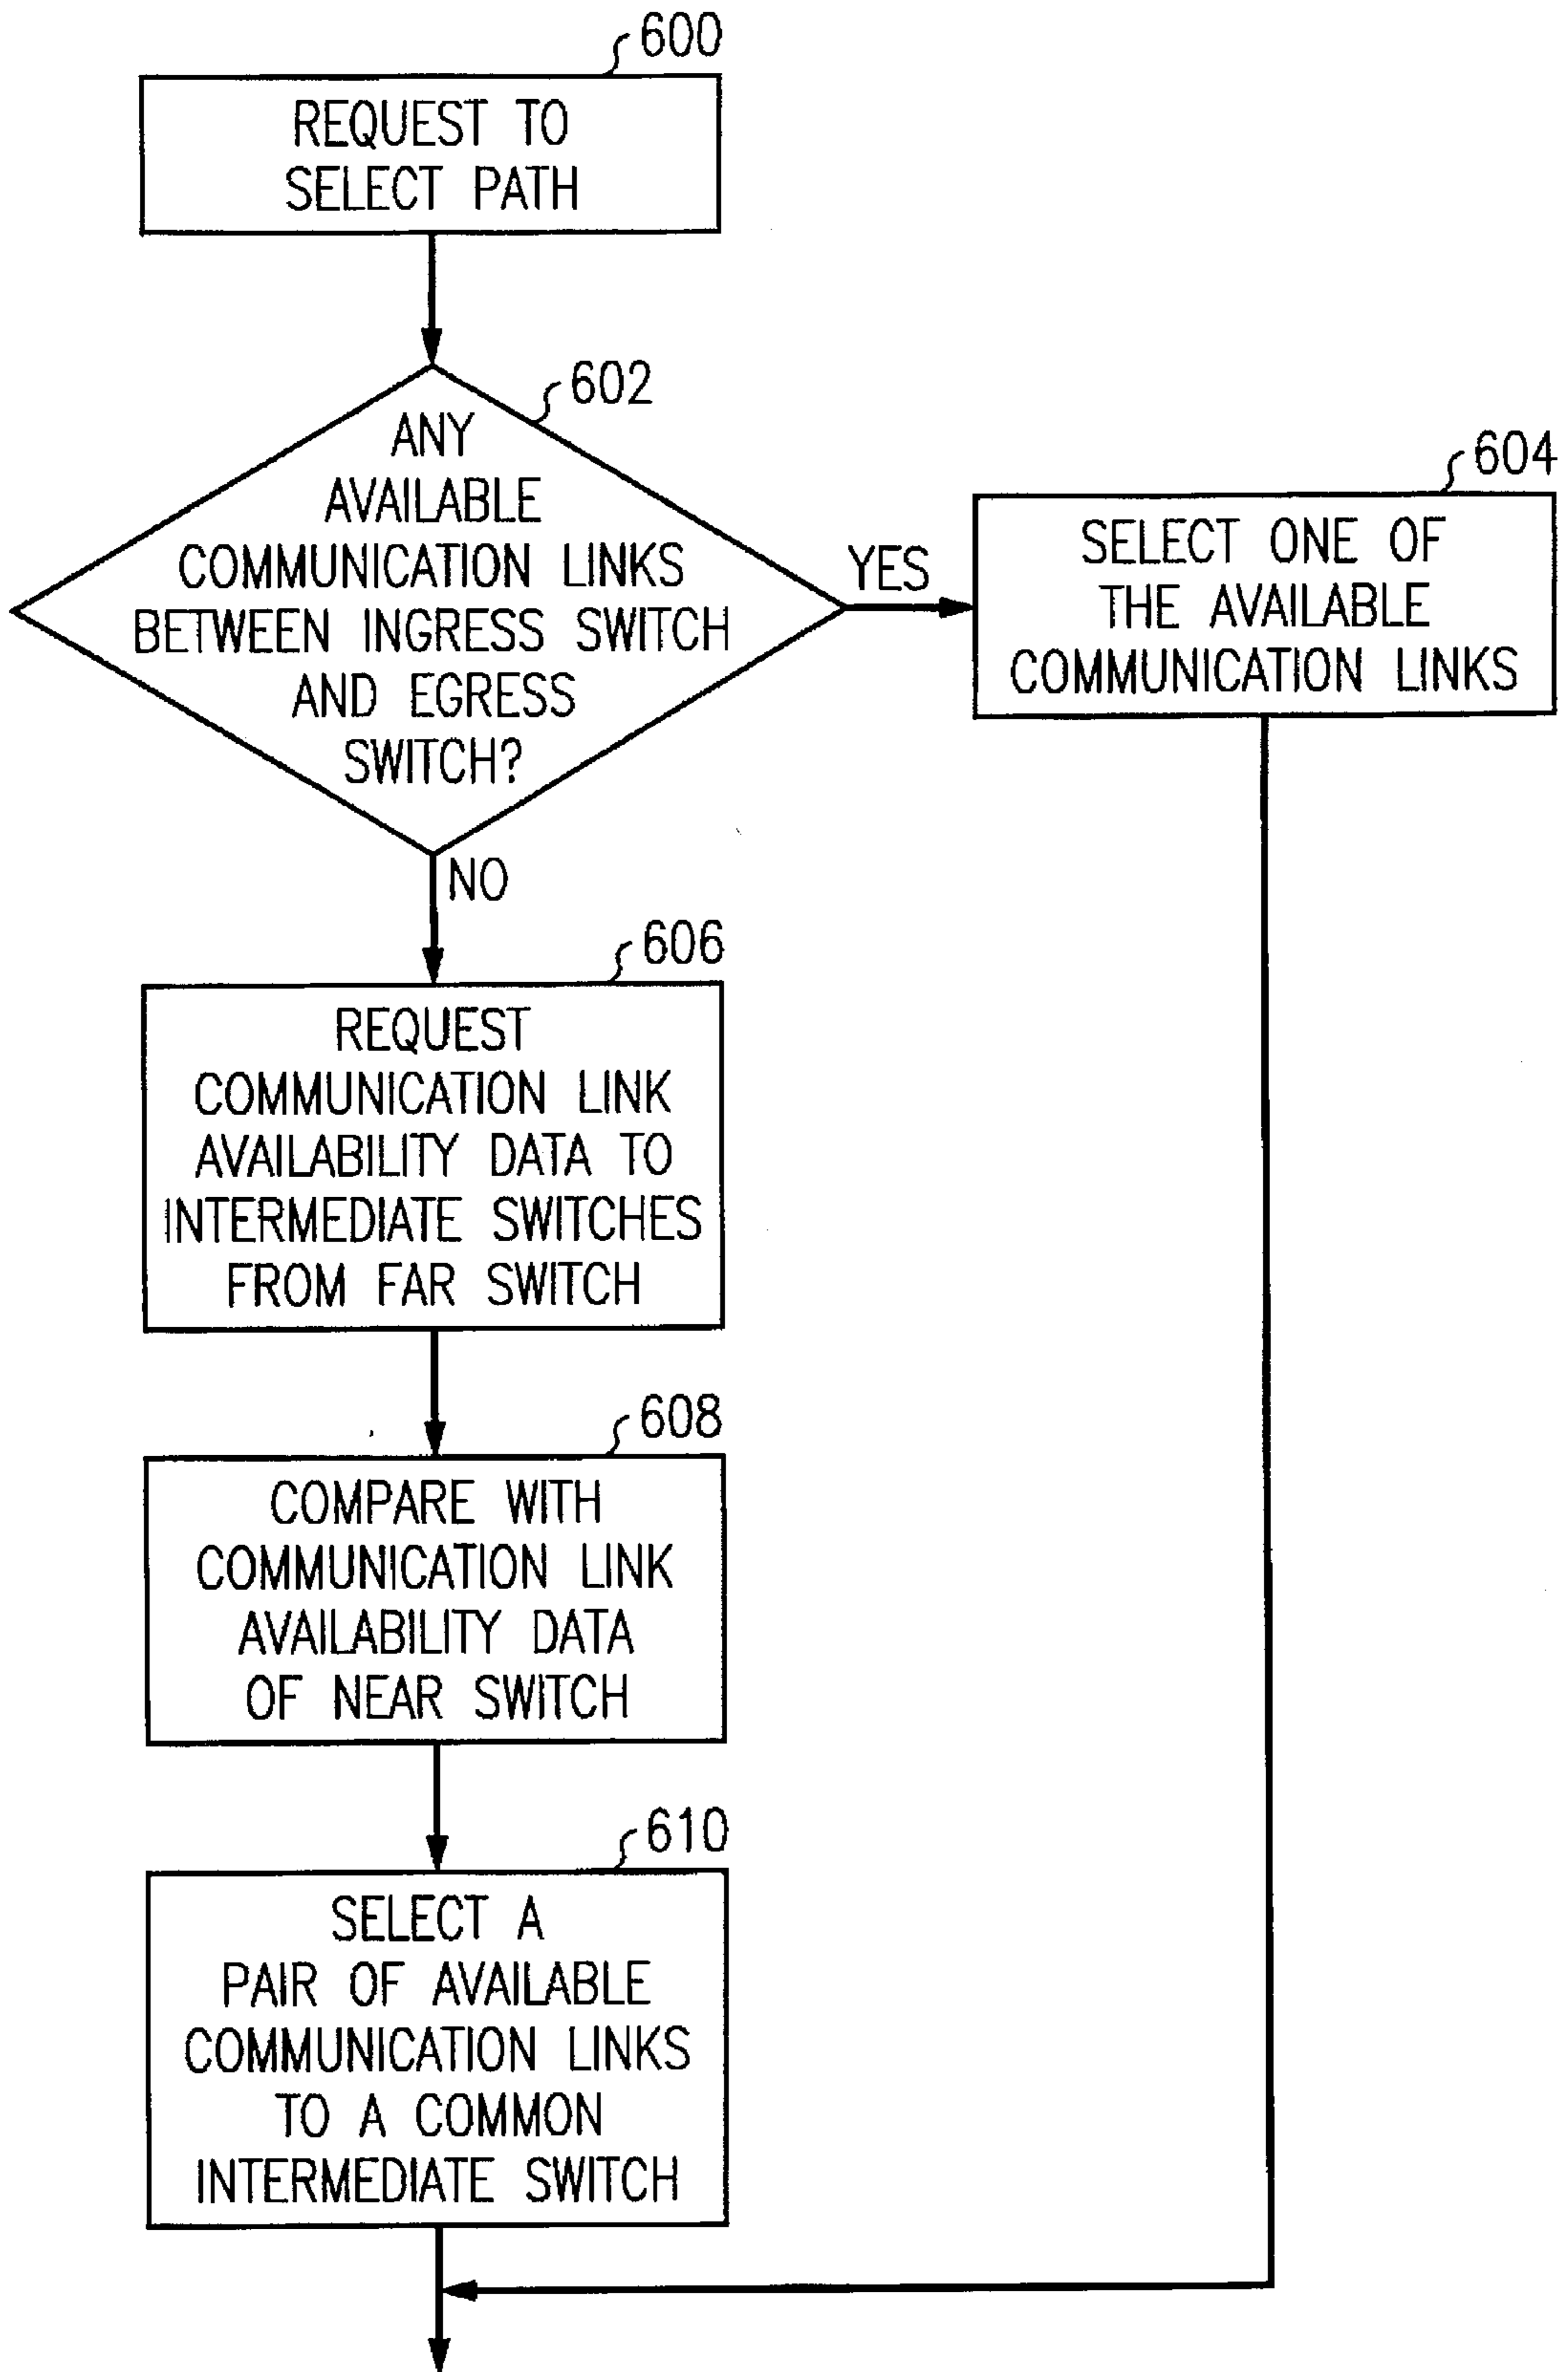 600
REQUEST TO
SELECT PATH
602
ANY
AVAILABLE
COMMUNICATION LINKS
BETWEEN INGRESS SWITCH
AND EGRESS
SWITCH?
YES
604
SELECT ONE OF
THE AVAILABLE
COMMUNICATION LINKS
NO
606
REQUEST
COMMUNICATION LINK
AVAILABILITY DATA TO
INTERMEDIATE SWITCHES
FROM FAR SWITCH
608
COMPARE WITH
COMMUNICATION LINK
AVAILABILITY DATA
OF NEAR SWITCH
610
SELECT A
PAIR OF AVAILABLE
COMMUNICATION LINKS
TO A COMMON
INTERMEDIATE SWITCH